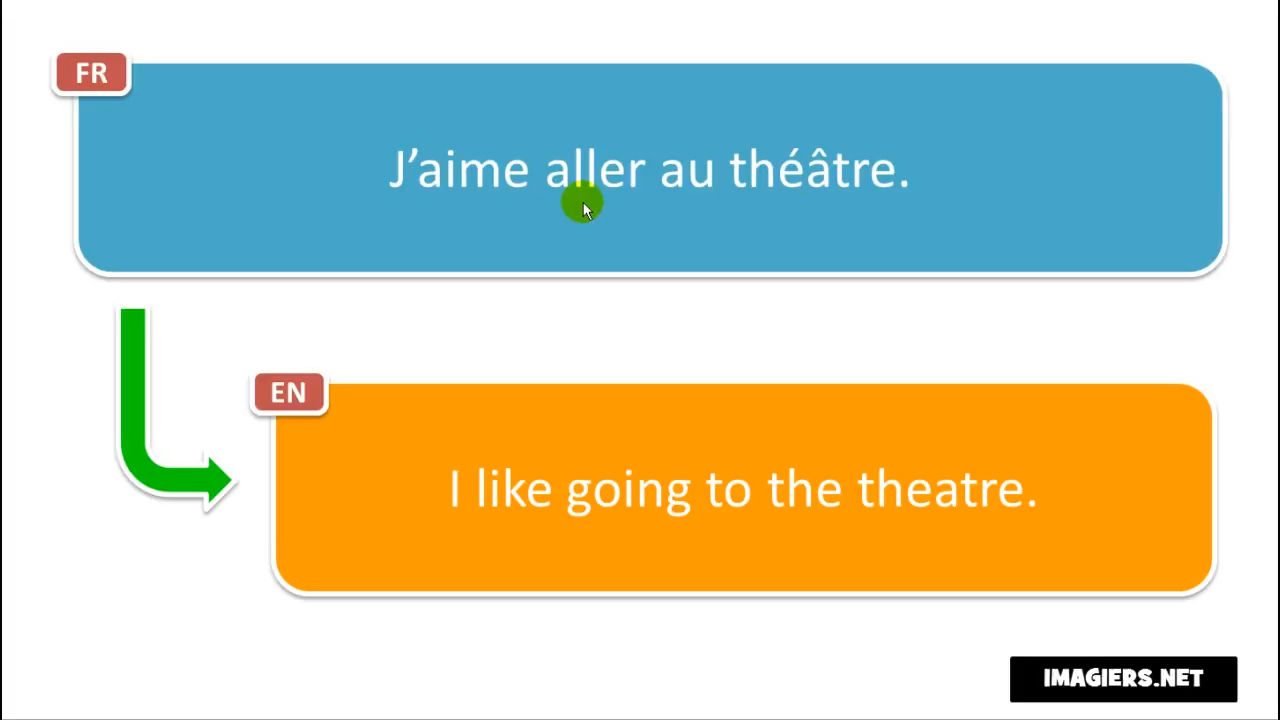 FR
J’aime aller au théâtre.
EN
I like going to the theatre.
IMAGIERS.NET